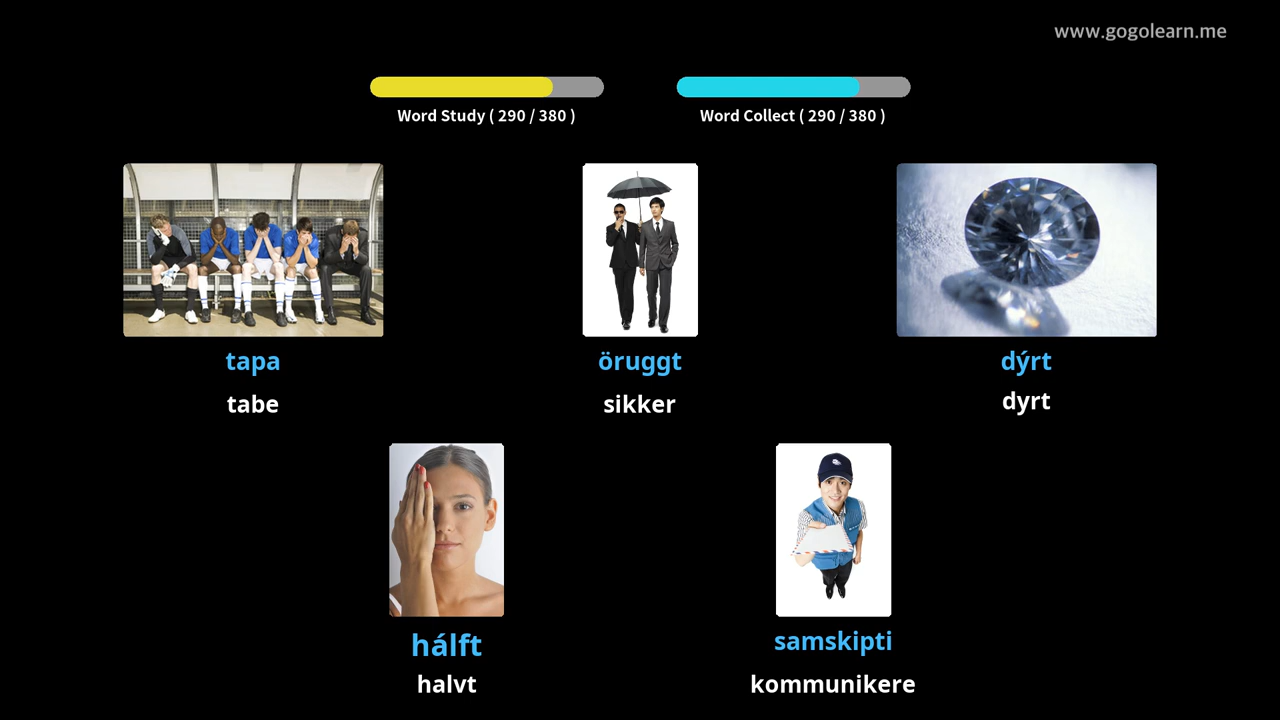 www.gogolearn.me
Word Study ( 290 / 380 )
Word Collect ( 290 / 380 )
tapa
tabe
öruggt
sikker
dýrt
dyrt
hálft
halvt
samskipti
kommunikere